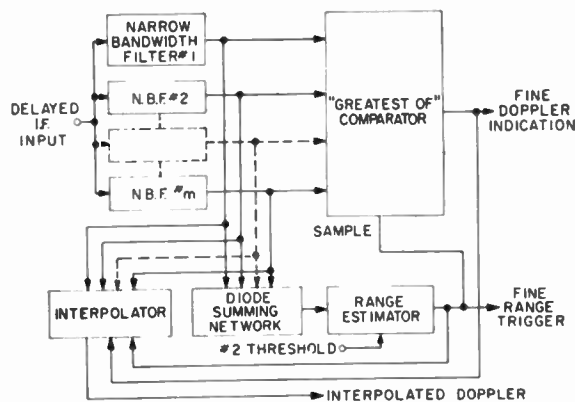 NARROW
BANDWIDTH
FILTER #1
N.B.F. #2
DELAYED
I.F.
INPUT
N.B.F. #m
"GREATEST OF"
COMPARATOR
FINE
DOPPLER
INDICATION
SAMPLE
INTERPOLATOR
DIODE
SUMMING
NETWORK
RANGE
ESTIMATOR
FINE
RANGE
TRIGGER
#2 THRESHOLD
INTERPOLATED DOPPLER